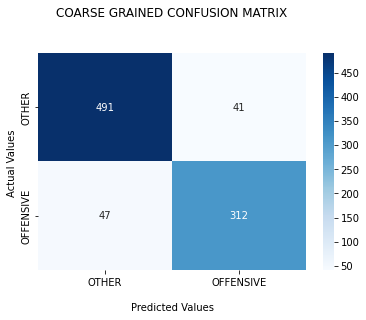 COARSE GRAINED CONFUSION MATRIX
OTHER
491
41
OFFENSIVE
47
312
Actual Values
OTHER
OFFENSIVE
Predicted Values
450
400
350
300
250
200
150
100
50